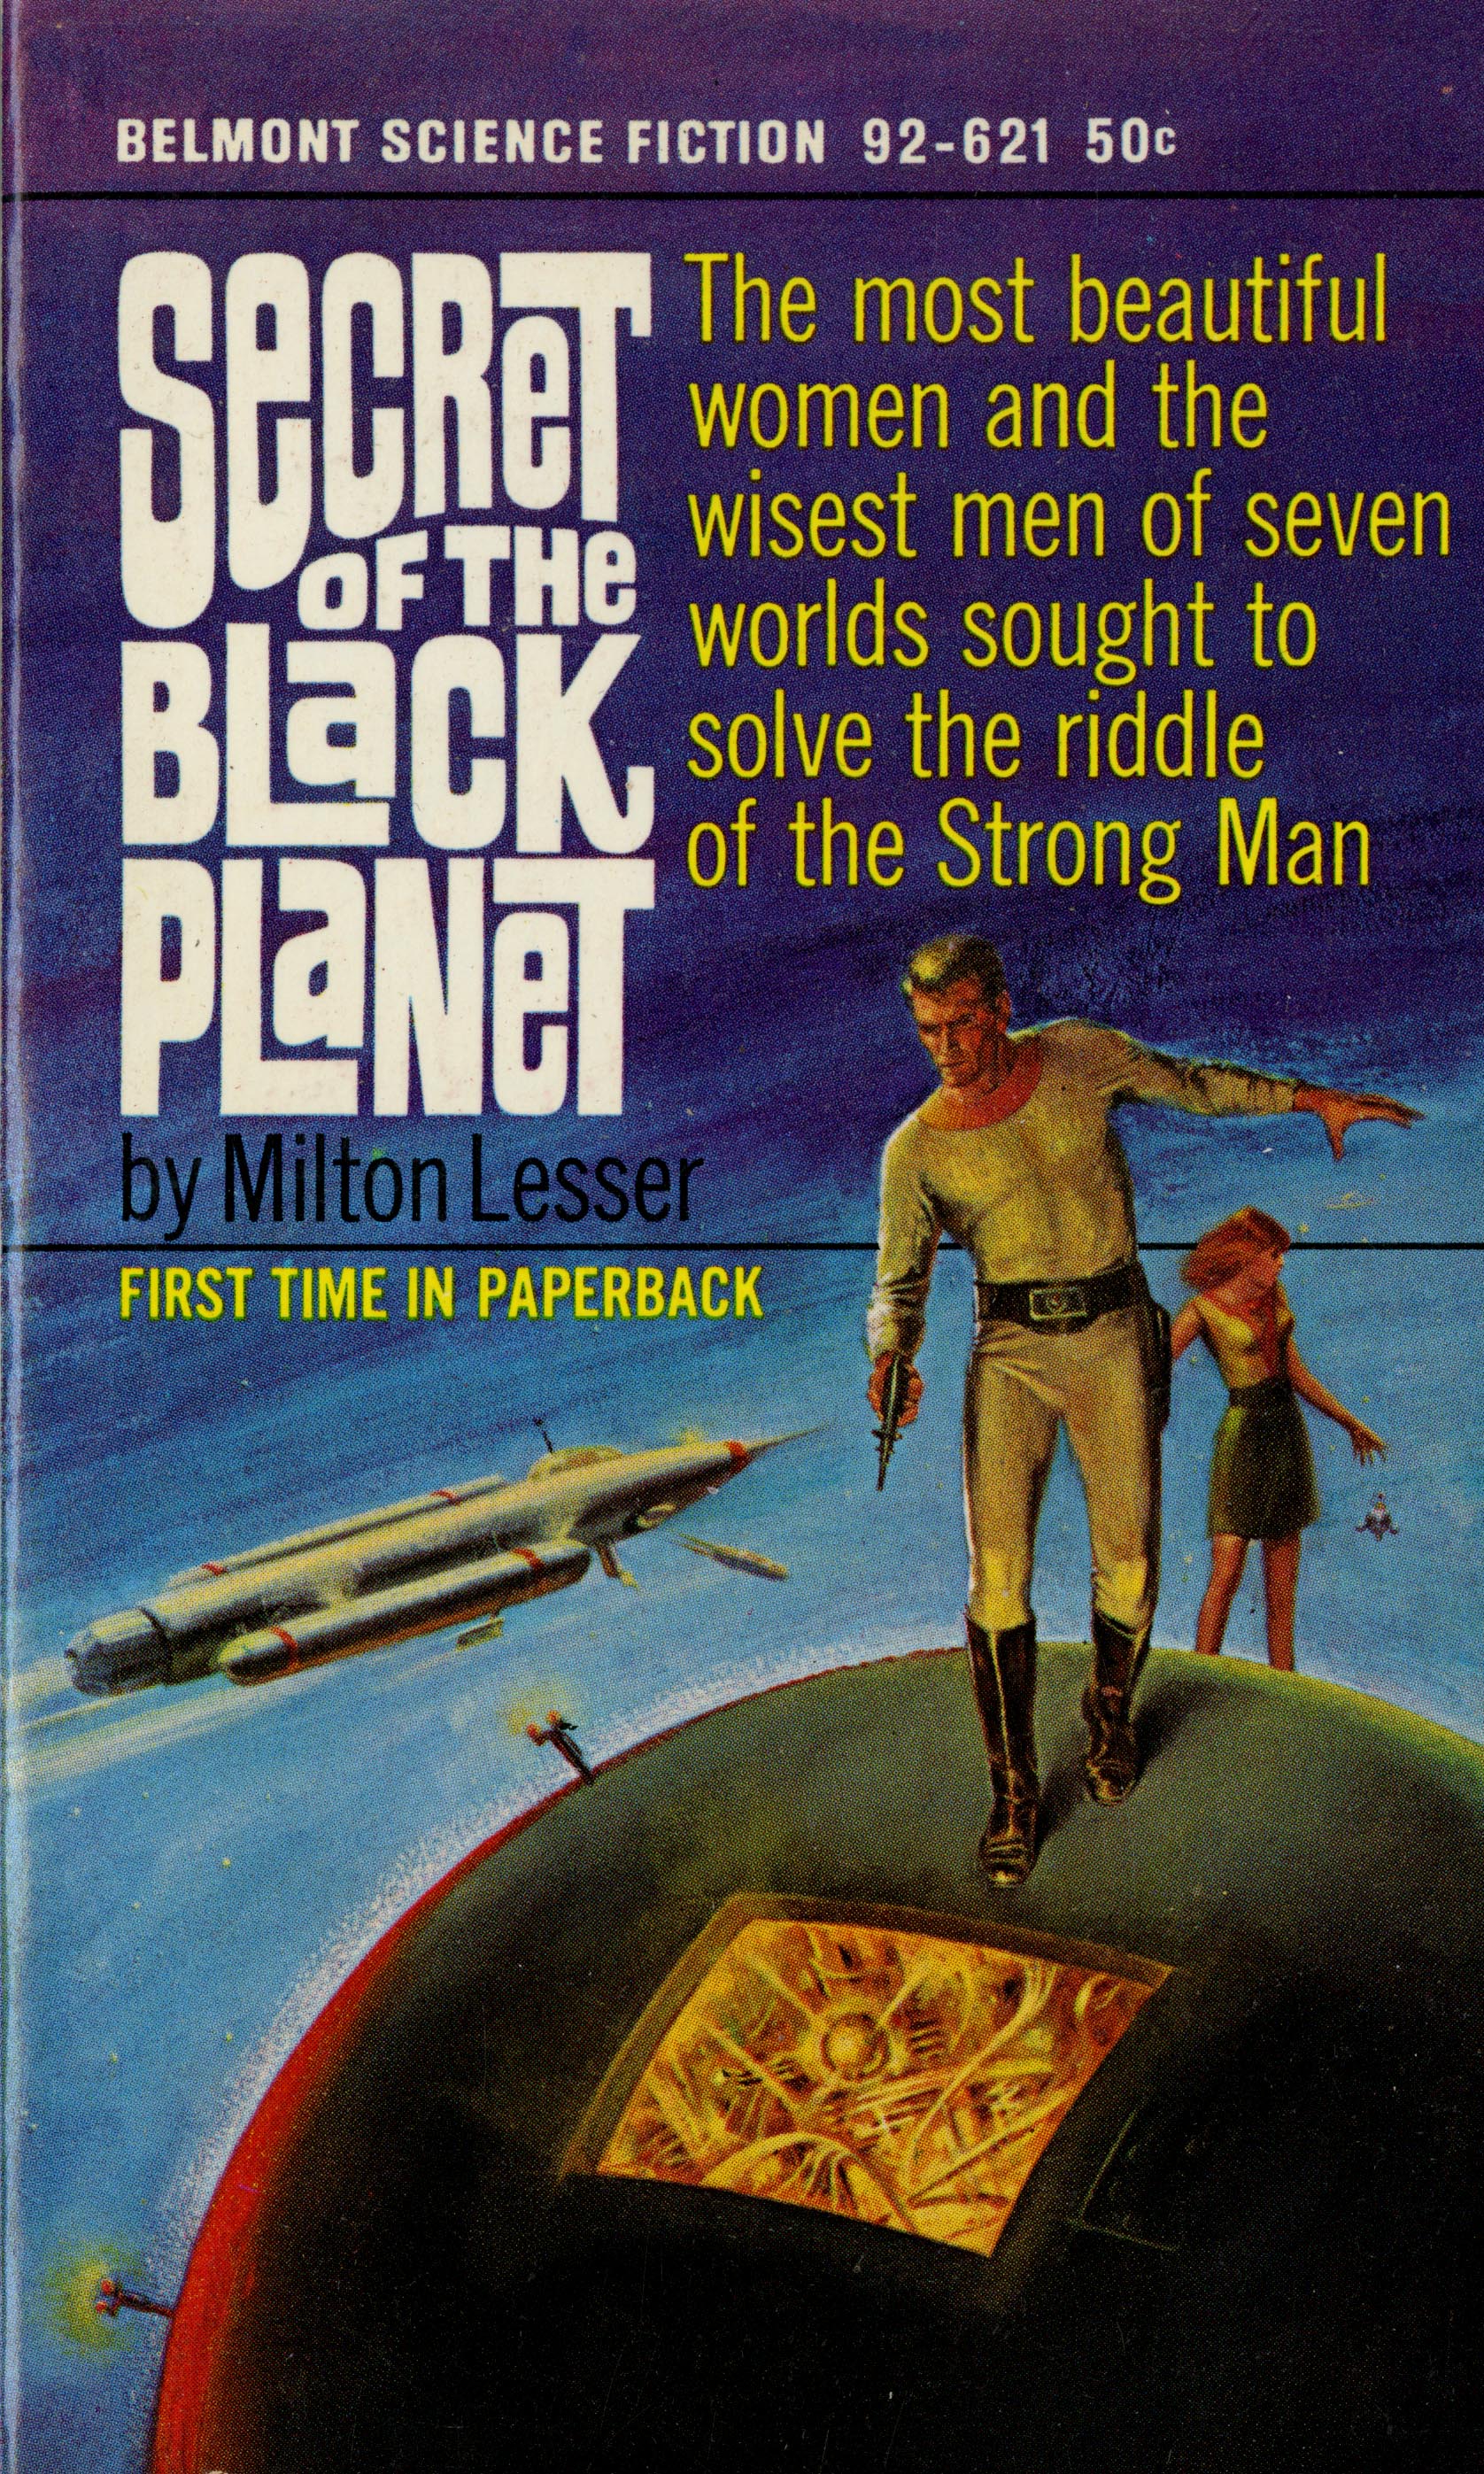 BELMONT SCIENCE FICTION 92-621 50c
SeCReT
OF THe
BLaCK
PLaNeT
The most beautiful
women and the
wisest men of seven
worlds sought to
solve the riddle
of the Strong Man
by Milton Lesser
FIRST TIME IN PAPERBACK